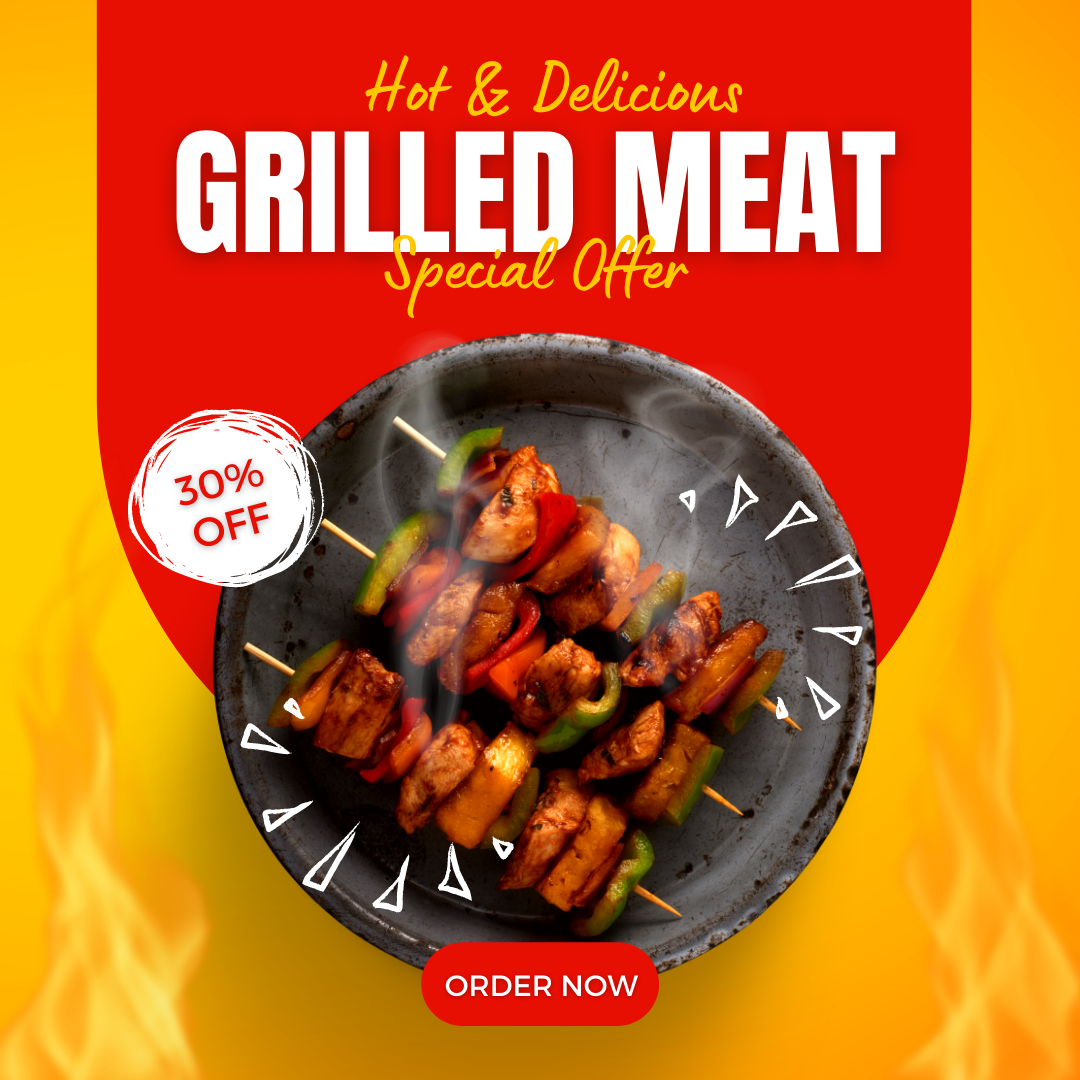 Hot & Delicious
GRILLED MEAT
Special Offer
30%
OFF
ORDER NOW